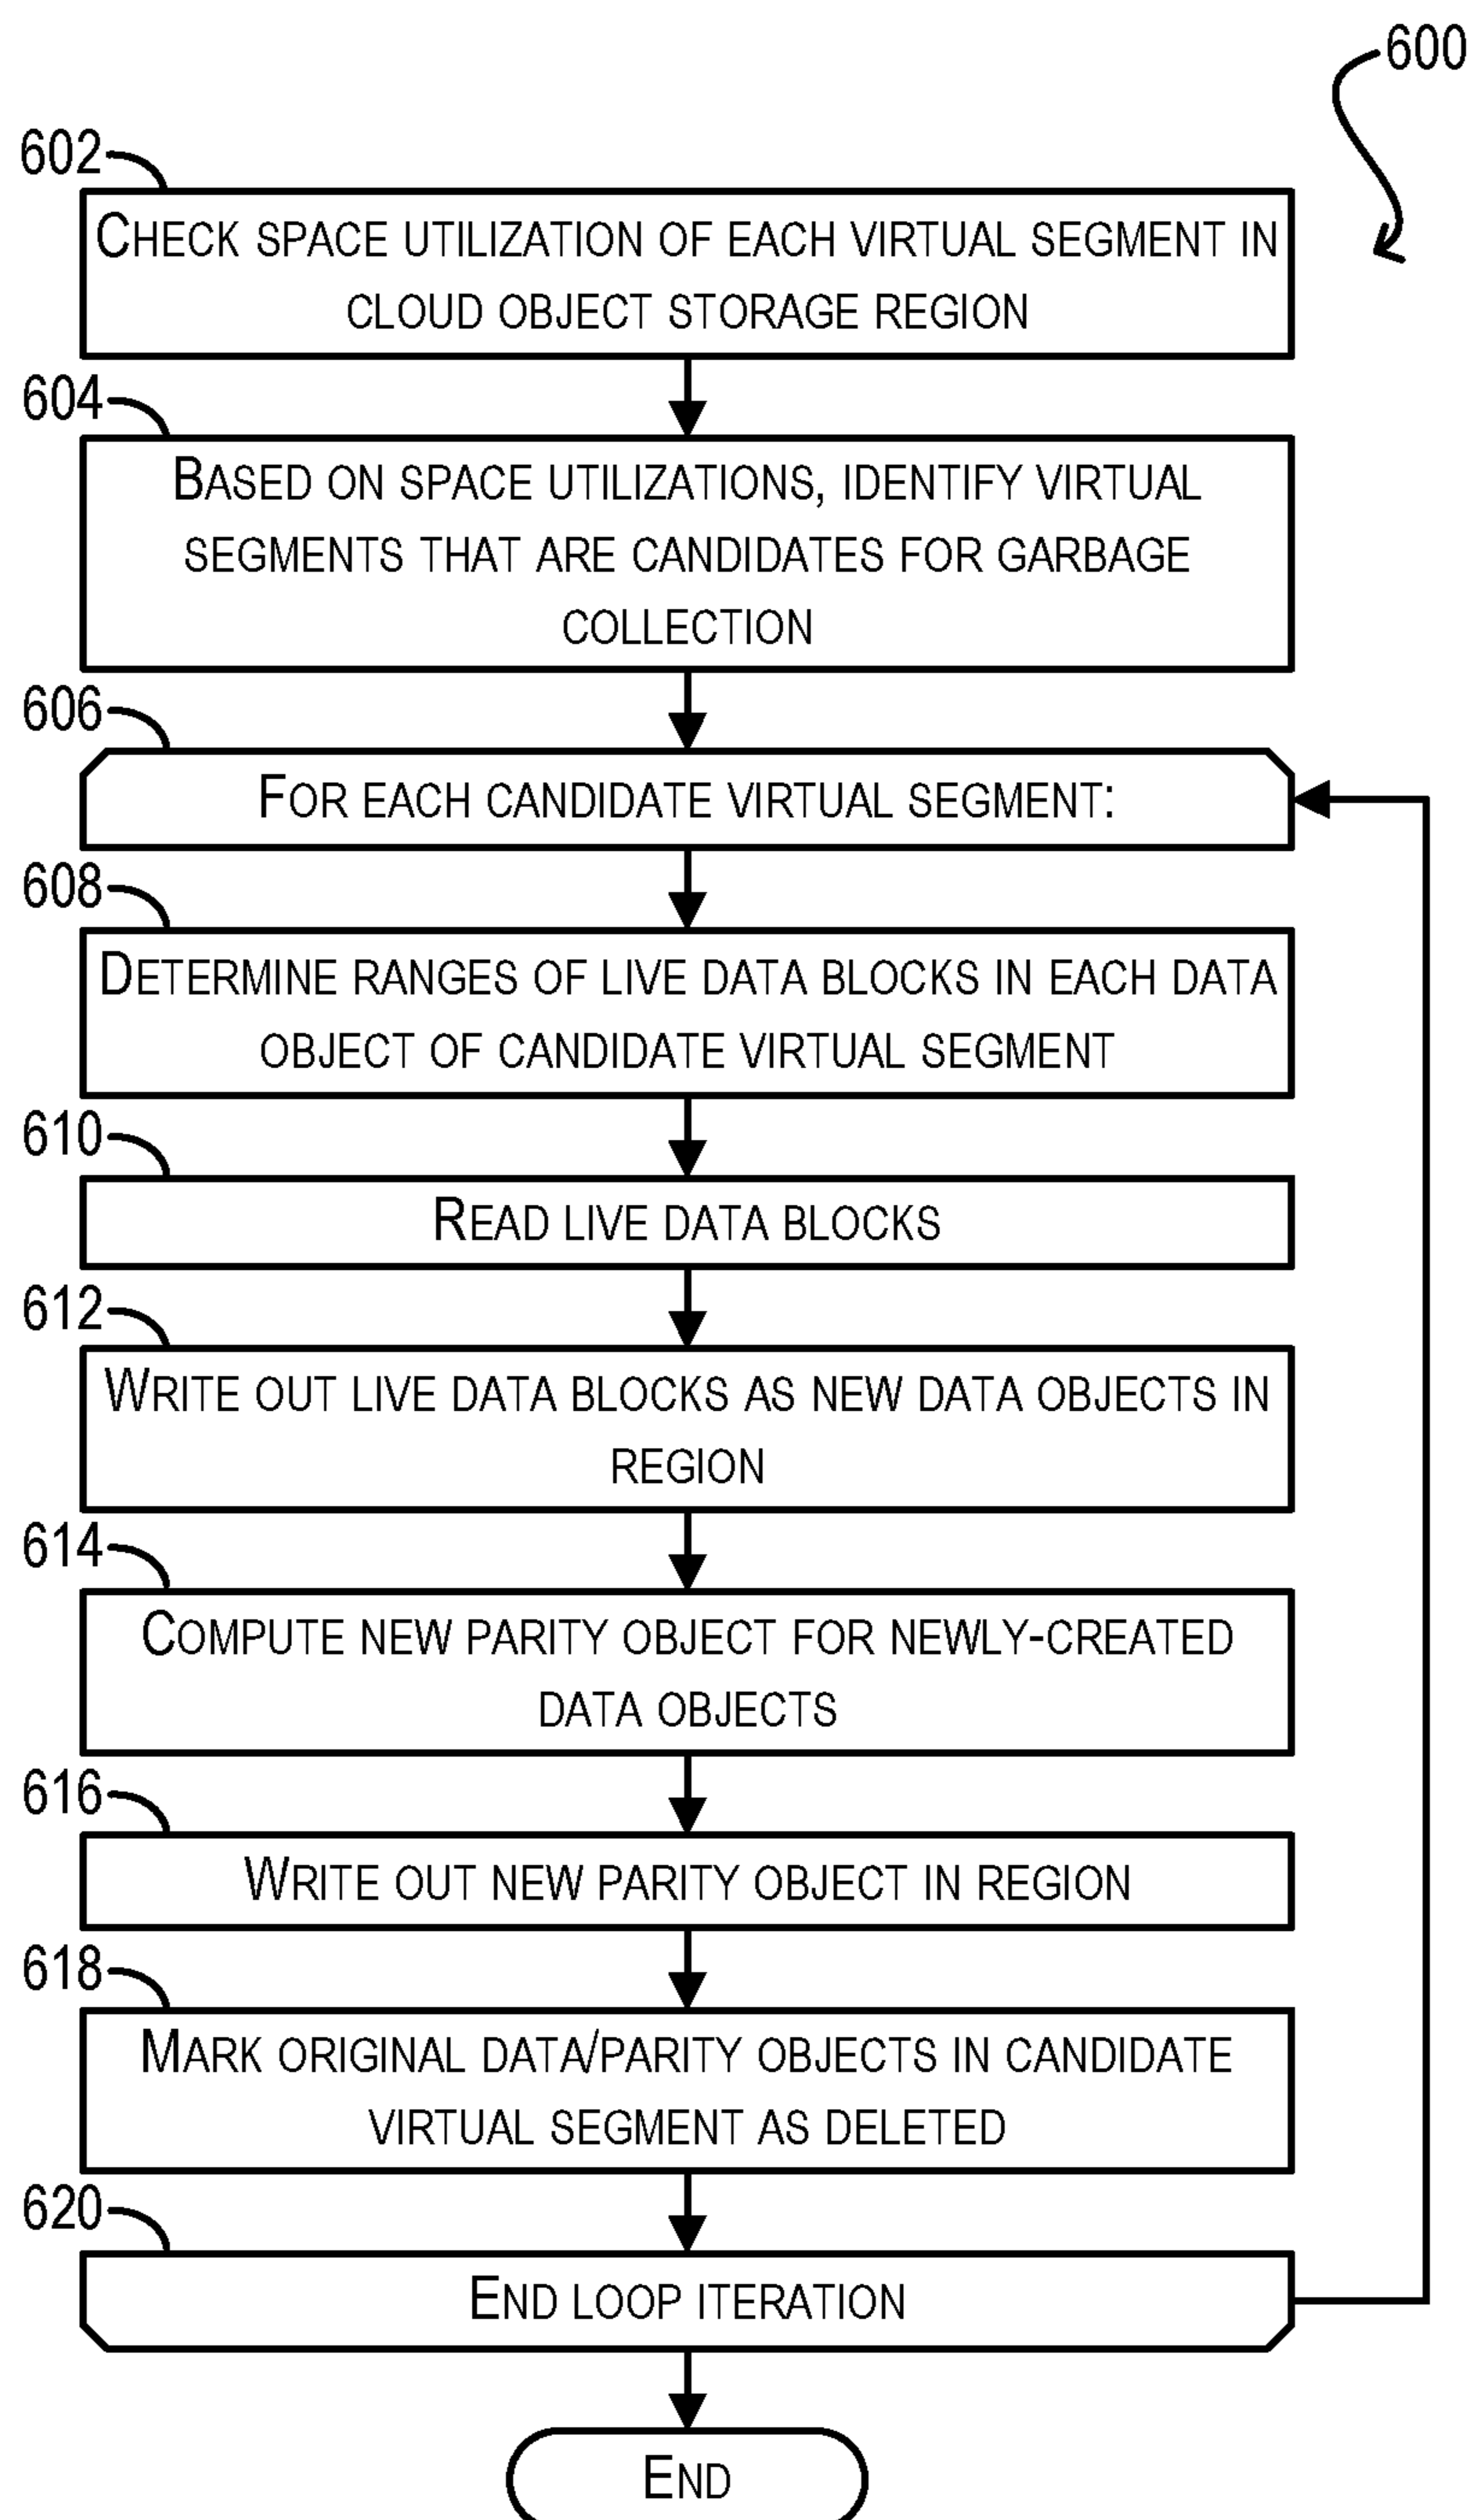 600
602
CHECK SPACE UTILIZATION OF EACH VIRTUAL SEGMENT IN
CLOUD OBJECT STORAGE REGION
604
BASED ON SPACE UTILIZATIONS, IDENTIFY VIRTUAL
SEGMENTS THAT ARE CANDIDATES FOR GARBAGE
COLLECTION
606
FOR EACH CANDIDATE VIRTUAL SEGMENT:
608
DETERMINE RANGES OF LIVE DATA BLOCKS IN EACH DATA
OBJECT OF CANDIDATE VIRTUAL SEGMENT
610
READ LIVE DATA BLOCKS
612
WRITE OUT LIVE DATA BLOCKS AS NEW DATA OBJECTS IN
REGION
614
COMPUTE NEW PARITY OBJECT FOR NEWLY-CREATED
DATA OBJECTS
616
WRITE OUT NEW PARITY OBJECT IN REGION
618
MARK ORIGINAL DATA/PARITY OBJECTS IN CANDIDATE
VIRTUAL SEGMENT AS DELETED
620
END LOOP ITERATION
END